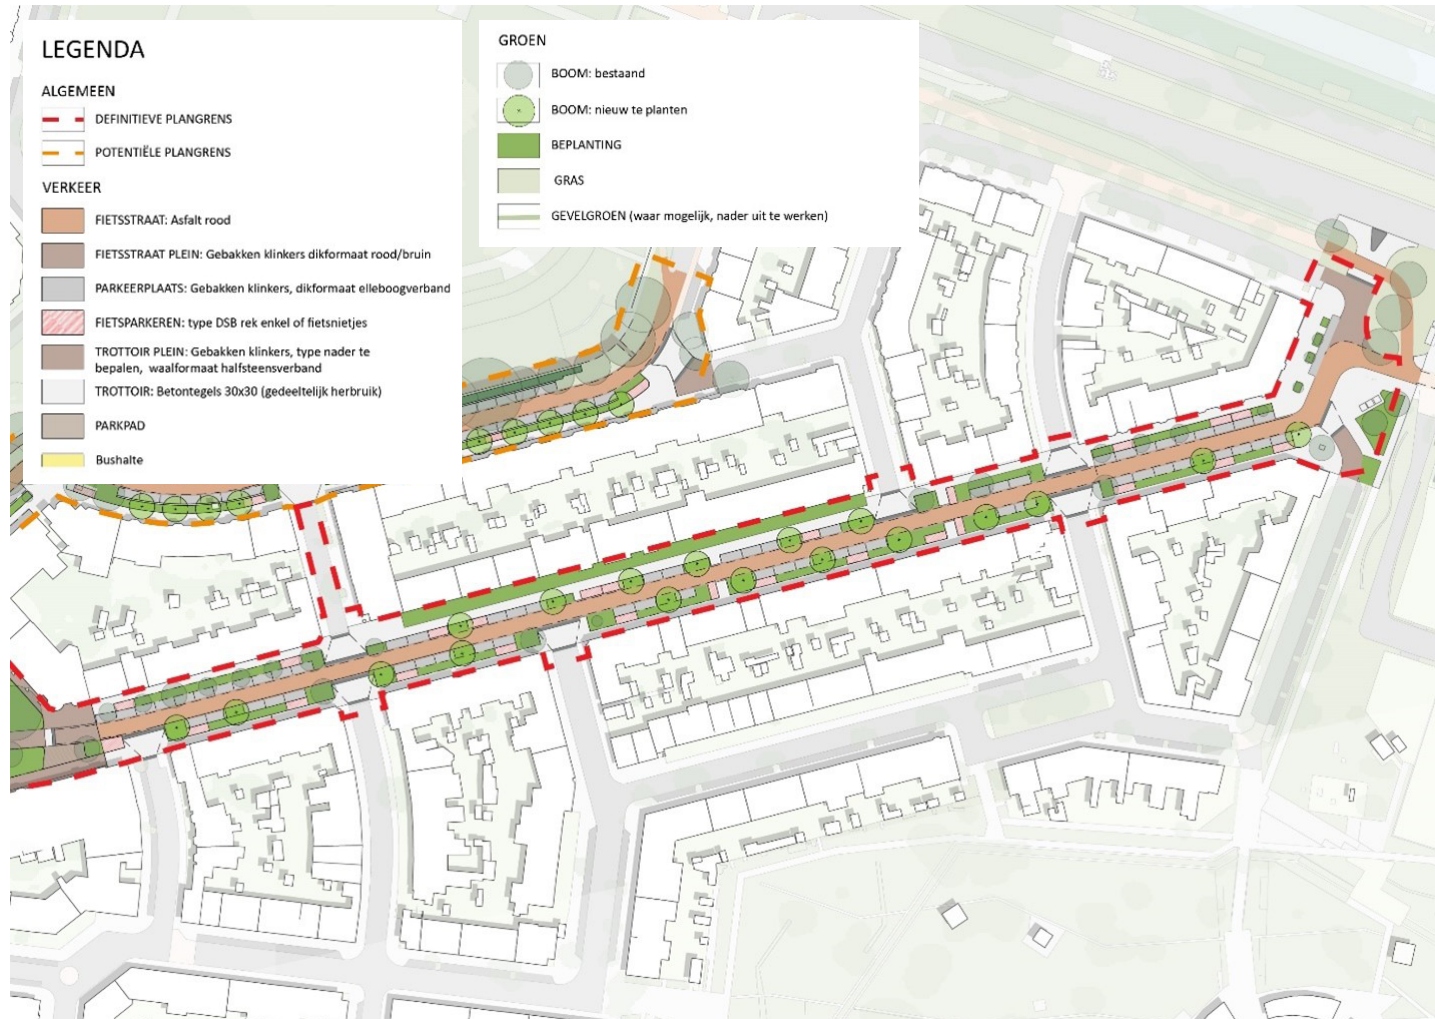 LEGENDA
ALGEMEEN
DEFINITIEVE PLANGRENS
POTENTIËLE PLANGRENS
VERKEER
FIETSSTRAAT: Asfalt rood
FIETSSTRAAT PLEIN: Gebakken klinkers dikformaat rood/bruin
PARKEERPLAATS: Gebakken klinkers, dikformaat elleboogverband
FIETSPARKEREN: type DSB rek enkel of fietsnietjes
TROTTOIR PLEIN: Gebakken klinkers, type nader te
bepalen, waalformaat halfsteensverband
TROTTOIR: Betontegels 30x30 (gedeeltelijk herbruik)
PARKPAD
Bushalte
GROEN
BOOM: bestaand
BOOM: nieuw te planten
BEPLANTING
GRAS
GEVELGROEN (waar mogelijk, nader uit te werken)